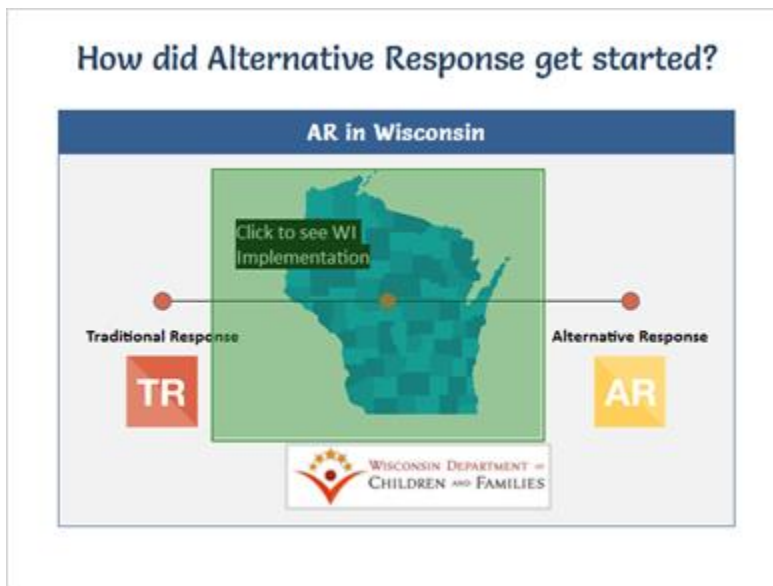 How did Alternative Response get started?
AR in Wisconsin
Click to see WI
Implementation
Traditional Response
Alternative Response
TR
AR
WISCONSIN DEPARTMENT OF
CHILDREN AND FAMILIES